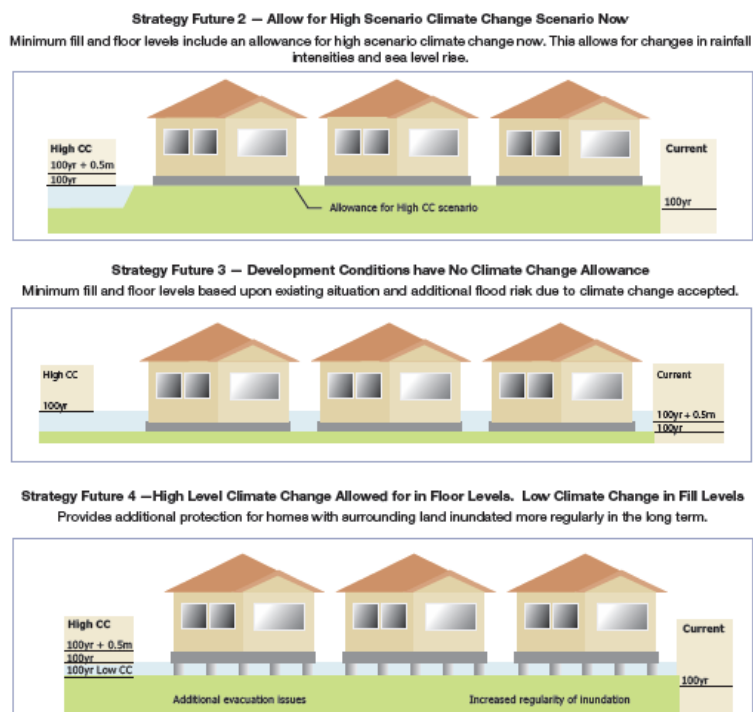 Strategy Future 2 — Allow for High Scenario Climate Change Scenario Now
Minimum fill and floor levels include an allowance for high scenario climate change now. This allows for changes in rainfall
intensities and sea level rise.
High CC
100yr + 0.5m
100yr
Current
100yr
Allowance for High CC scenario
Strategy Future 3 — Development Conditions have No Climate Change Allowance
Minimum fill and floor levels based upon existing situation and additional flood risk due to climate change accepted.
High CC
100yr
Current
100yr + 0.5m
100yr
Strategy Future 4 —High Level Climate Change Allowed for in Floor Levels. Low Climate Change in Fill Levels
Provides additional protection for homes with surrounding land inundated more regularly in the long term.
High CC
100yr + 0.5m
100yr
100yr Low CC
Current
100yr
Additional evacuation issues
Increased regularity of inundation